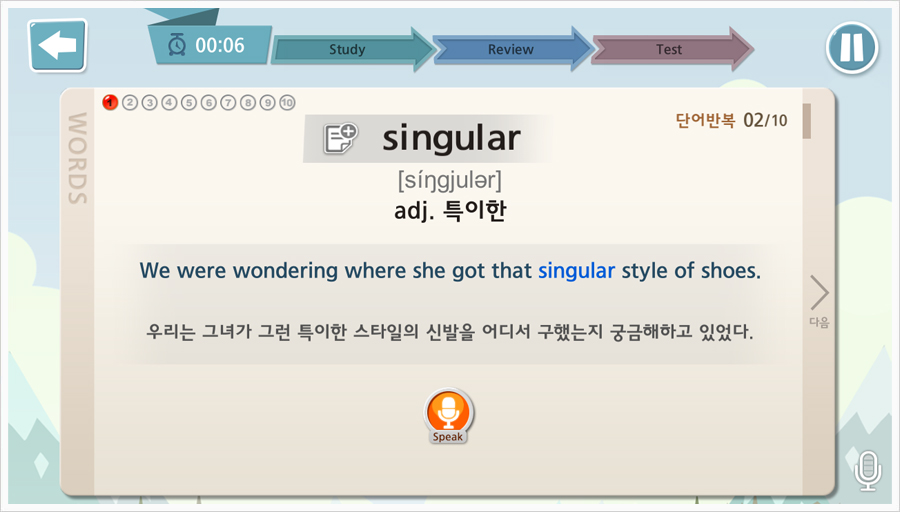 00:06
Study
Review
Test
1 2 3 4 5 6 7 8 9 10
단어반복 02/10
WORDS
singular
[síŋgjulər]
adj. 특이한
We were wondering where she got that singular style of shoes.
우리는 그녀가 그런 특이한 스타일의 신발을 어디서 구했는지 궁금해하고 있었다.
다음
Speak